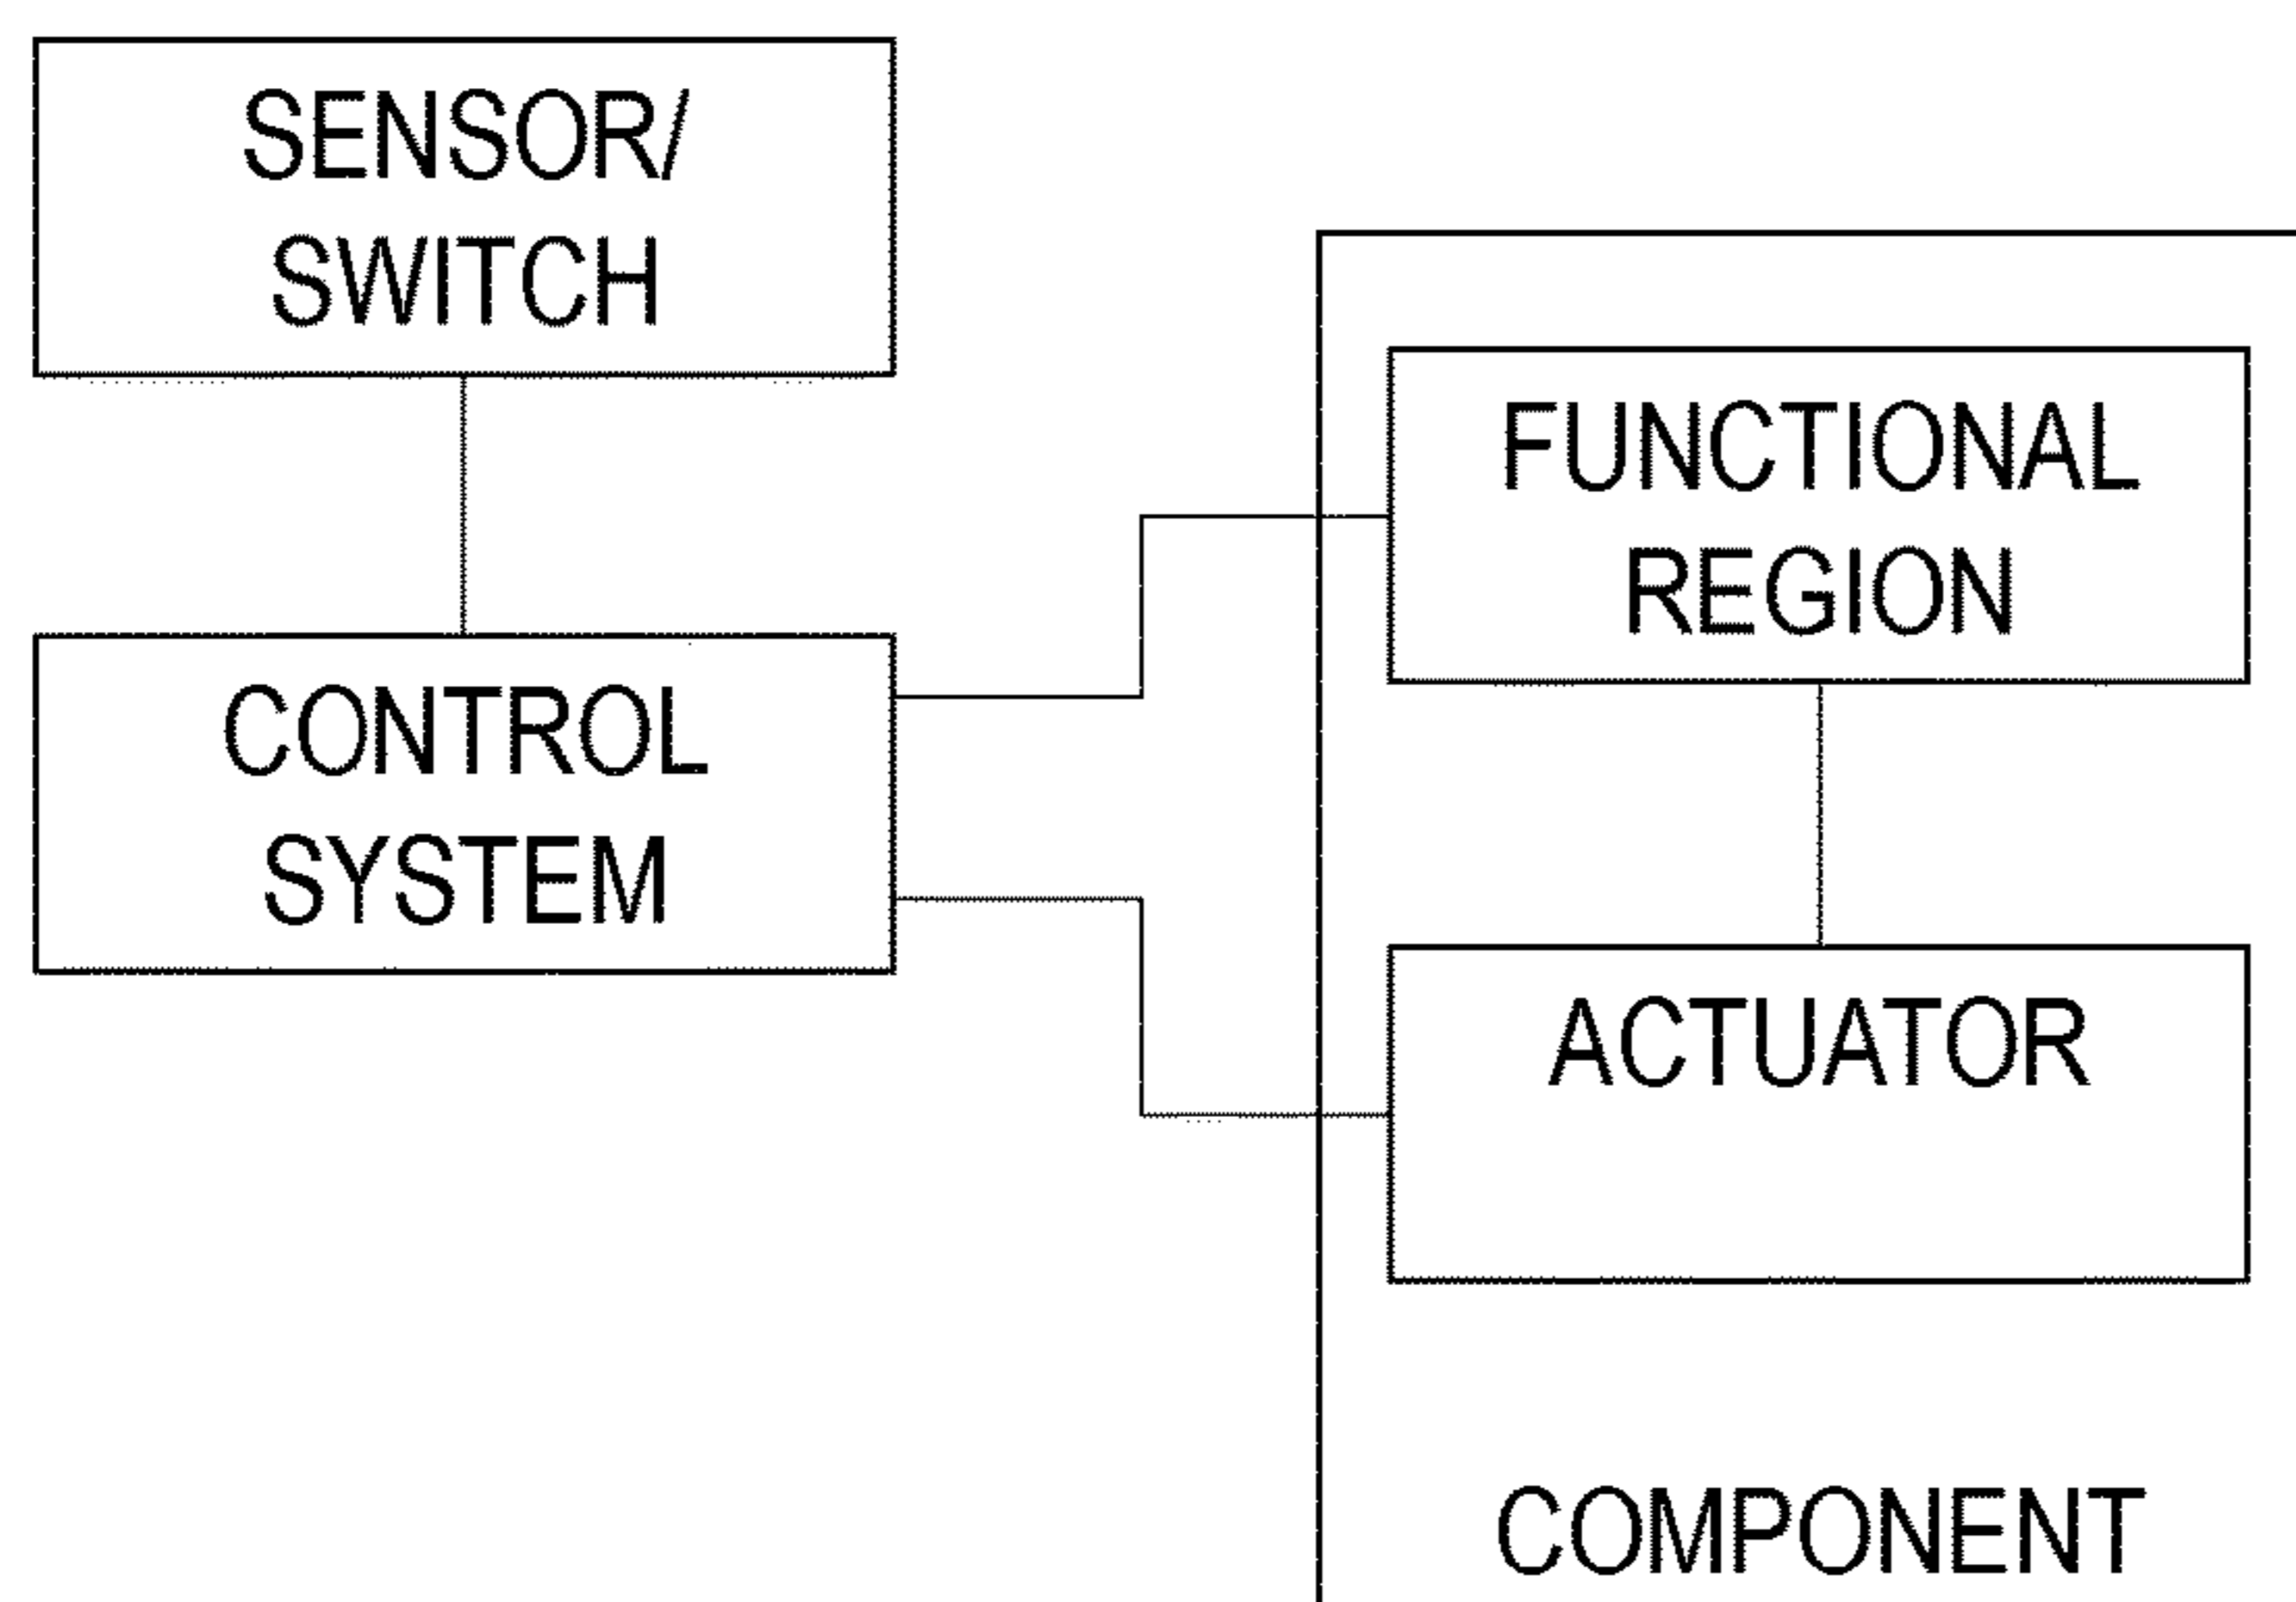 SENSOR/
SWITCH
CONTROL
SYSTEM
FUNCTIONAL
REGION
ACTUATOR
COMPONENT